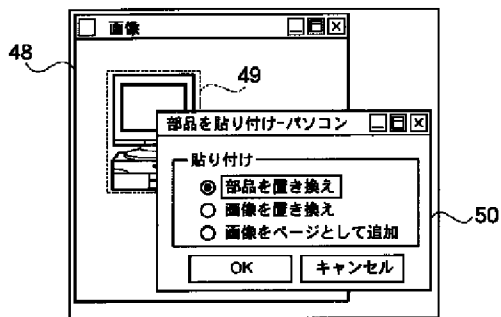 画像
48
49
部品を貼り付け-パソコン
貼り付け
部品を置き換え
画像を置き換え
画像をページとして追加
50
OK キャンセル